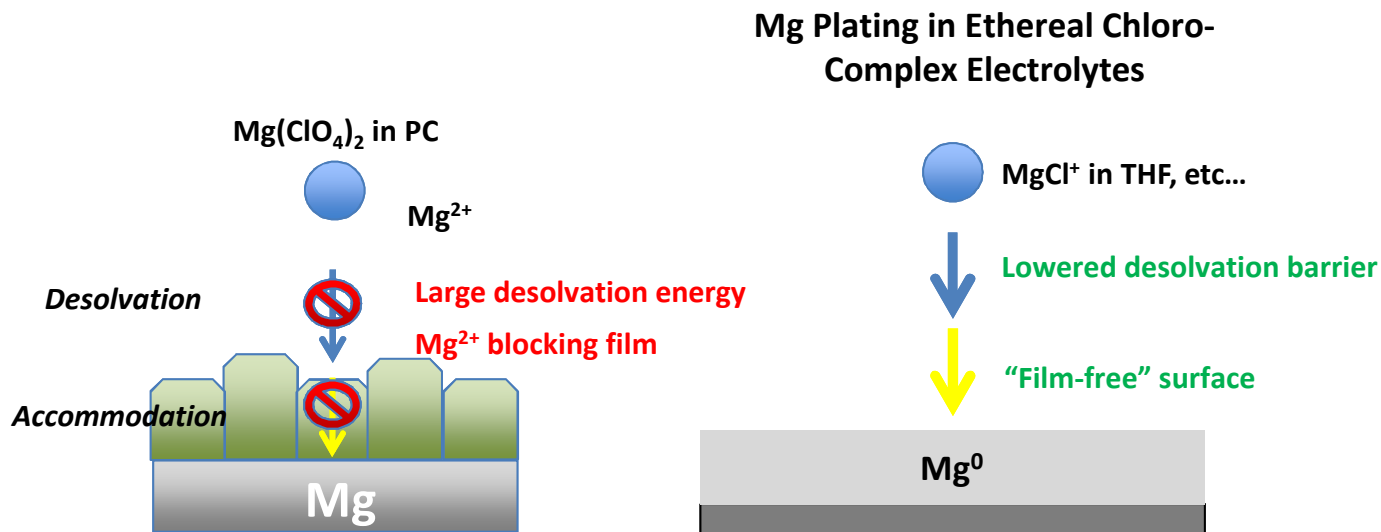 Mg Plating in Ethereal Chloro-
Complex Electrolytes
Mg(ClO₄)₂ in PC
Mg²⁺
MgCl⁺ in THF, etc…
Desolvation
Large desolvation energy
Mg²⁺ blocking film
Lowered desolvation barrier
Accommodation
“Film-free” surface
Mg
Mg⁰